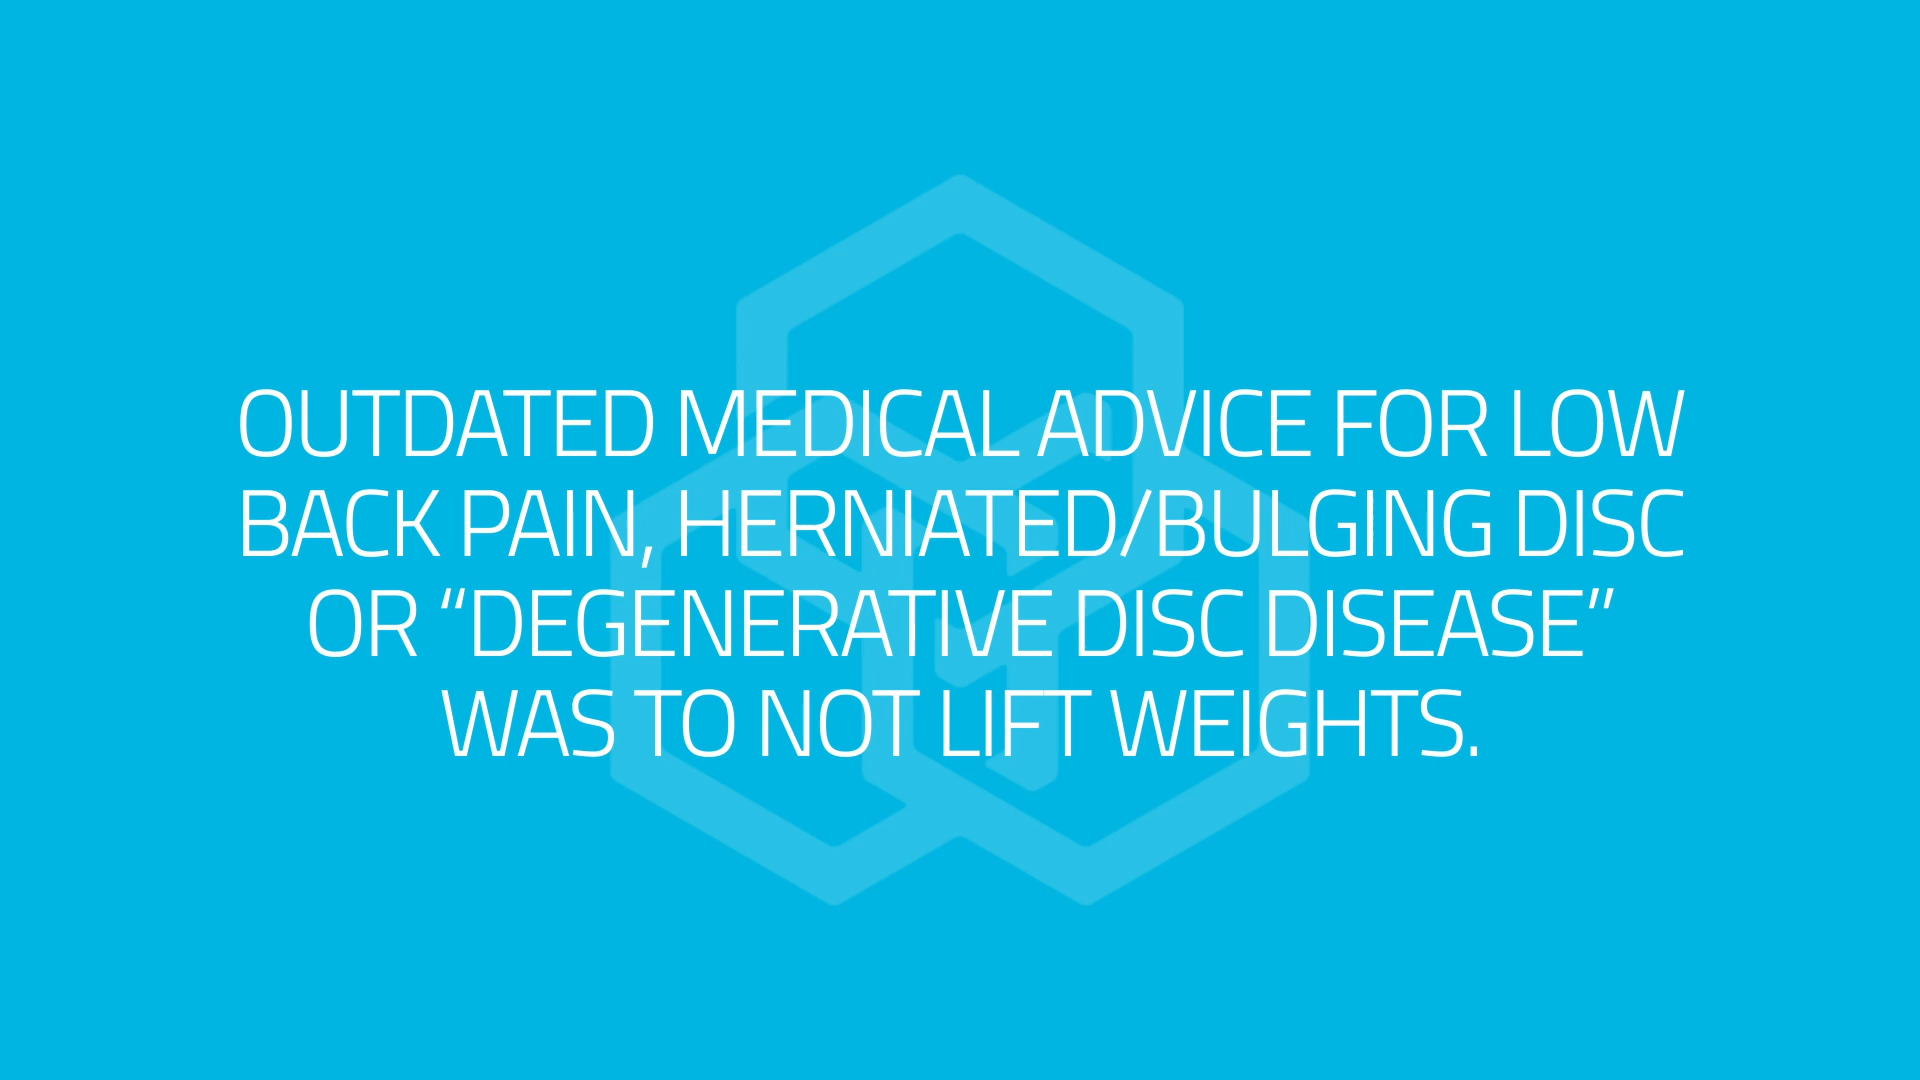 OUTDATED MEDICAL ADVICE FOR LOW
BACK PAIN, HERNIATED/BULGING DISC
OR “DEGENERATIVE DISC DISEASE”
WAS TO NOT LIFT WEIGHTS.